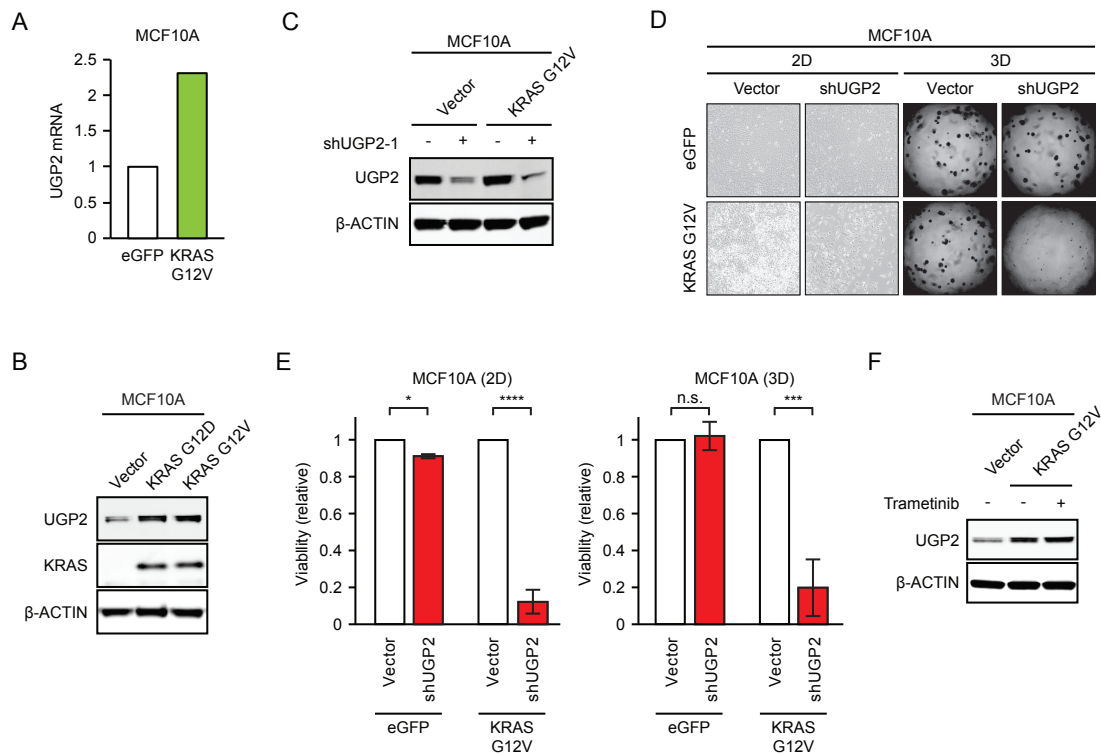 A
MCF10A
UGP2 mRNA
2.5
2
1.5
1
0.5
0
eGFP
KRAS
G12V
B
MCF10A
Vector
KRAS G12D
KRAS G12V
UGP2
KRAS
β-ACTIN
C
MCF10A
Vector
KRAS G12V
shUGP2-1
- + - +
UGP2
β-ACTIN
D
MCF10A
2D 3D
Vector shUGP2 Vector shUGP2
eGFP
KRAS G12V
E
MCF10A (2D)
* ****
Viability (relative)
1
0.8
0.6
0.4
0.2
0
Vector
shUGP2
Vector
shUGP2
eGFP
KRAS
G12V
MCF10A (3D)
n.s. ***
Viability (relative)
1
0.8
0.6
0.4
0.2
0
Vector
shUGP2
Vector
shUGP2
eGFP
KRAS
G12V
F
MCF10A
Vector
KRAS G12V
Trametinib - - +
UGP2
β-ACTIN